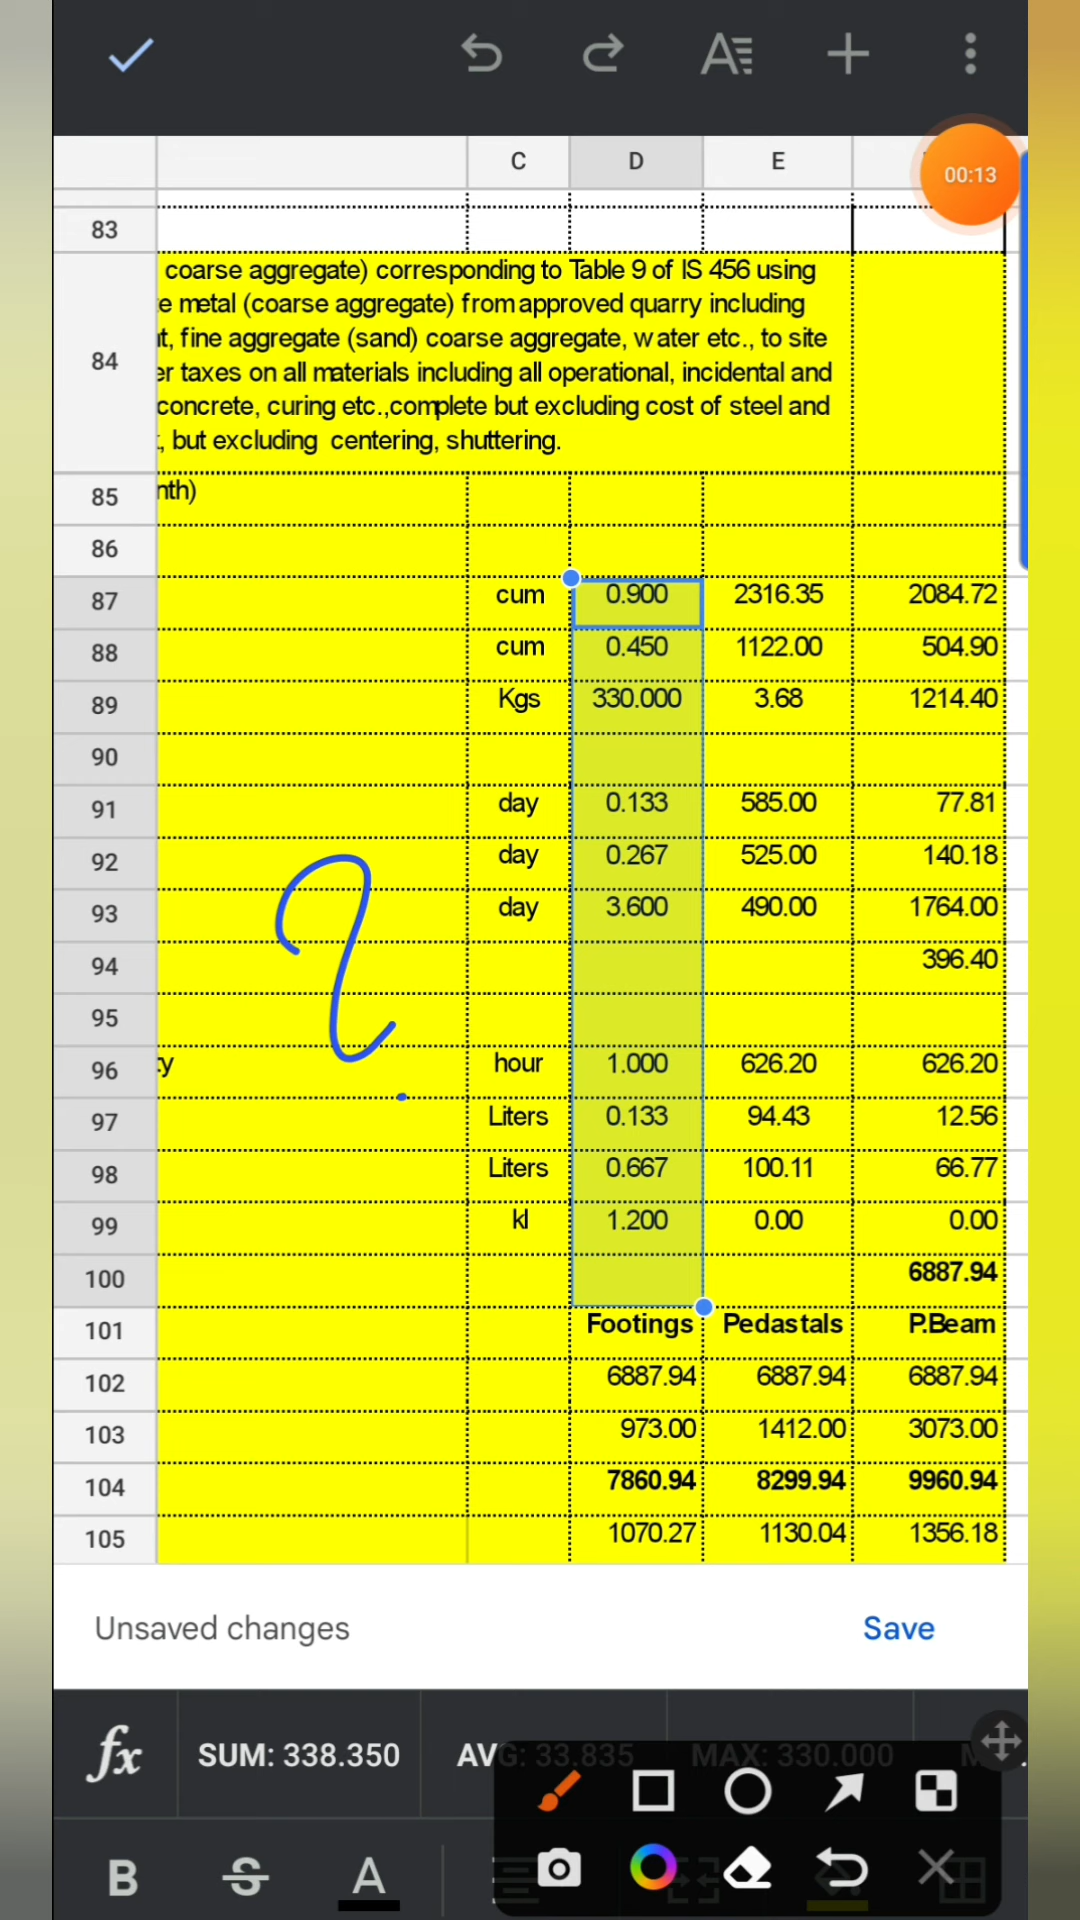 C D E
00:13
83
84 coarse aggregate) corresponding to Table 9 of IS 456 using
e metal (coarse aggregate) from approved quarry including
t, fine aggregate (sand) coarse aggregate, water etc., to site
er taxes on all materials including all operational, incidental and
concrete, curing etc.,complete but excluding cost of steel and
, but excluding centering, shuttering.
85 nth)
86
87 cum 0.900 2316.35 2084.72
88 cum 0.450 1122.00 504.90
89 Kgs 330.000 3.68 1214.40
90
91 day 0.133 585.00 77.81
92 day 0.267 525.00 140.18
93 day 3.600 490.00 1764.00
94 396.40
95
96 ty hour 1.000 626.20 626.20
97 Liters 0.133 94.43 12.56
98 Liters 0.667 100.11 66.77
99 kl 1.200 0.00 0.00
100 6887.94
101 Footings Pedastals P.Beam
102 6887.94 6887.94 6887.94
103 973.00 1412.00 3073.00
104 7860.94 8299.94 9960.94
105 1070.27 1130.04 1356.18
?
Unsaved changes Save
fx SUM: 338.350 AVG: 33.835 MAX: 330.000
B S A